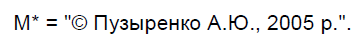 М* = "© Пузыренко А.Ю., 2005 р.".